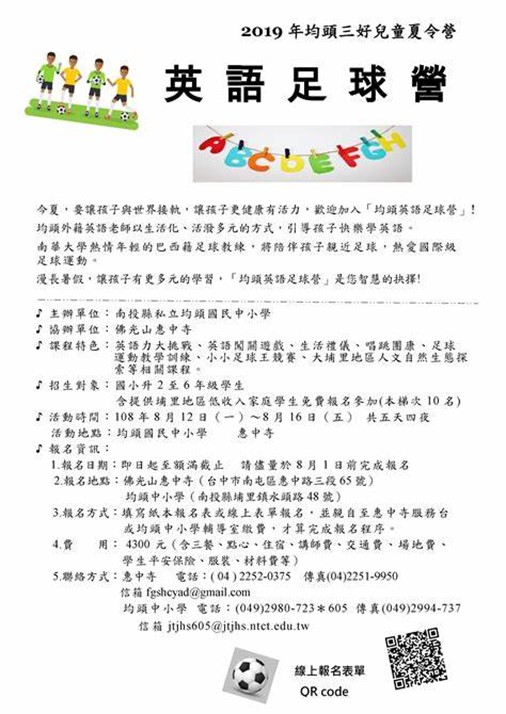 2019 年均頭三好兒童夏令營
英語足球營
ABCDEFGH
今夏，要讓孩子與世界接軌，讓孩子更健康有活力，歡迎加入「均頭英語足球營」!
均頭外籍英語老師以生活化、活潑多元的方式，引導孩子快樂學英語。
南華大學熱情年輕的巴西籍足球教練，將陪伴孩子親近足球，熱愛國際級
足球運動。
漫長暑假，讓孩子有更多元的學習，「均頭英語足球營」是您智慧的抉擇!
♪ 主辦單位：南投縣私立均頭國民中小學
♪ 協辦單位：佛光山惠中寺
♪ 課程特色：英語力大挑戰、英語闖關遊戲、生活禮儀、唱跳團康、足球
運動教學訓練、小小足球王競賽、大埔里地區人文自然生態探
索等相關課程。
♪ 招生對象：國小升 2 至 6 年級學生
含提供埔里地區低收入家庭學生免費報名參加(本梯次 10 名)
♪ 活動時間：108 年 8 月 12 日（一）～8 月 16 日（五） 共五天四夜
活動地點：均頭國民中小學 惠中寺
♪ 報名資訊：
1.報名日期：即日起至額滿截止 請儘量於 8 月 1 日前完成報名
2.報名地點：佛光山惠中寺（台中市南屯區惠中路三段 65 號）
均頭中小學（南投縣埔里鎮水頭路 48 號）
3.報名方式：填寫紙本報名表或線上表單報名，並親自至惠中寺服務台
或均頭中小學輔導室繳費，才算完成報名程序。
4.費 用： 4300 元（含三餐、點心、住宿、講師費、交通費、場地費、
學生平安保險、服裝、材料費等）
5.聯絡方式：惠中寺 電話：( 04 ) 2252-0375 傳真(04)2251-9950
信箱 fgshcyad@gmail.com
均頭中小學 電話：(049)2980-723＊605 傳真(049)2994-737
信箱 jtjhs605@jtjhs.ntct.edu.tw
線上報名表單
QR code